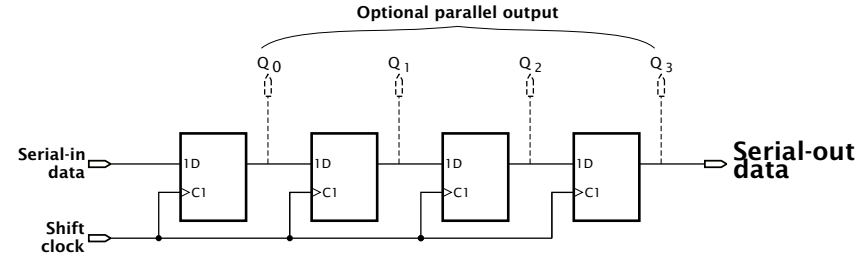 Optional parallel output
Q0
Q1
Q2
Q3
Serial-in
data
1D
C1
1D
C1
1D
C1
1D
C1
Serial-out
data
Shift
clock